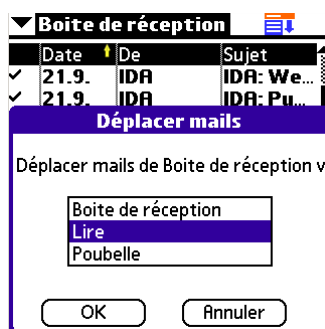 Boite de réception
Date De Sujet
21.9. IDA IDA: We...
21.9. IDA IDA: Pu...
Déplacer mails
Déplacer mails de Boite de réception v
Boite de réception
Lire
Poubelle
OK Annuler